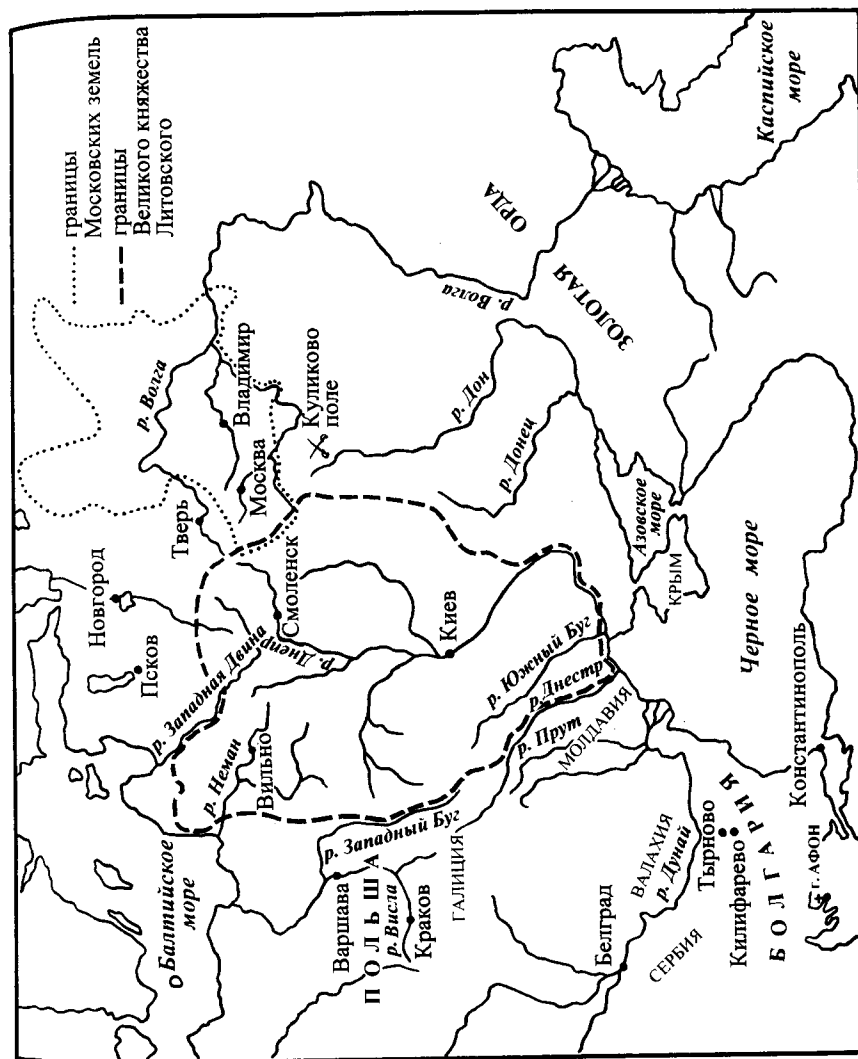 границы
Московских земель
границы
Великого княжества
Литовского
Балтийское
море
Псков
Новгород
Тверь
р. Волга
Владимир
Москва
Куликово
поле
р. Западная Двина
Смоленск
р. Днепр
р. Неман
Вильно
Киев
р. Дон
р. Донец
р. Волга
ЗОЛОТАЯ
ОРДА
Каспийское
море
Варшава
ПОЛЬША
р. Висла
Краков
р. Западный Буг
ГАЛИЦИЯ
р. Южный Буг
р. Днестр
р. Прут
МОЛДАВИЯ
Азовское
море
КРЫМ
Черное море
Белград
СЕРБИЯ
ВАЛАХИЯ
р. Дунай
Тырново
Килифарево
БОЛГАРИЯ
Константинополь
г. АФОН